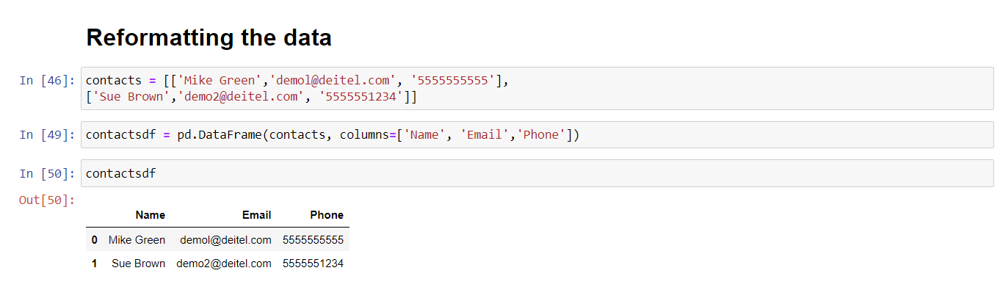 Reformatting the data
In [46]: contacts = [['Mike Green','demol@deitel.com', '5555555555'],
['Sue Brown','demo2@deitel.com', '5555551234']]
In [49]: contactsdf = pd.DataFrame(contacts, columns=['Name', 'Email','Phone'])
In [50]: contactsdf
Out[50]:
Name Email Phone
0 Mike Green demol@deitel.com 5555555555
1 Sue Brown demo2@deitel.com 5555551234